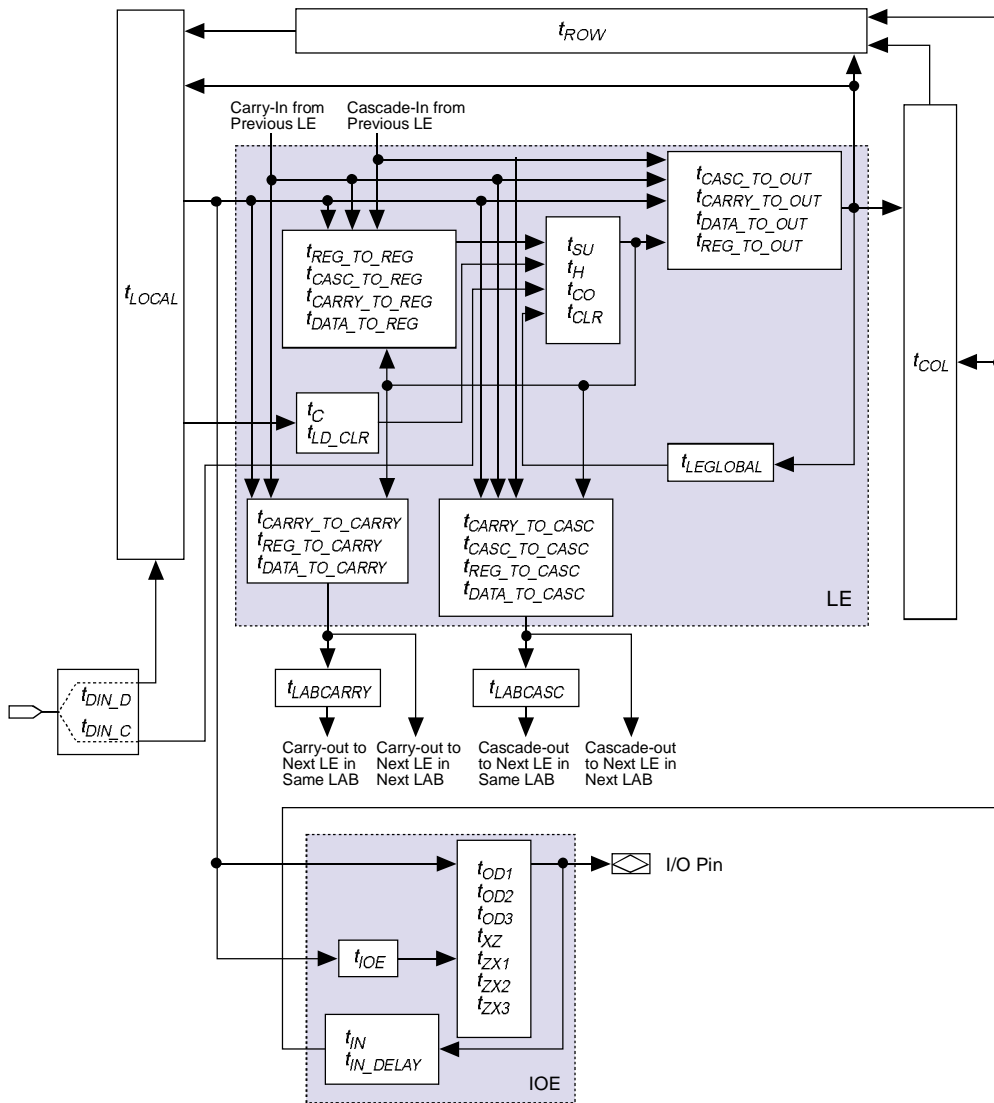 tROW
Carry-In from
Previous LE
Cascade-In from
Previous LE
tCASC_TO_OUT
tCARRY_TO_OUT
tDATA_TO_OUT
tREG_TO_OUT
tREG_TO_REG
tCASC_TO_REG
tCARRY_TO_REG
tDATA_TO_REG
tSU
tH
tCO
tCLR
tLOCAL
tCOL
tC
tLD_CLR
tLEGLOBAL
tCARRY_TO_CARRY
tREG_TO_CARRY
tDATA_TO_CARRY
tCARRY_TO_CASC
tCASC_TO_CASC
tREG_TO_CASC
tDATA_TO_CASC
LE
tDIN_D
tDIN_C
tLABCARRY
tLABCASC
Carry-out to
Next LE in
Same LAB
Carry-out to
Next LE in
Next LAB
Cascade-out
to Next LE in
Same LAB
Cascade-out
to Next LE in
Next LAB
tOD1
tOD2
tOD3
tXZ
tZX1
tZX2
tZX3
I/O Pin
tIOE
tIN
tIN_DELAY
IOE